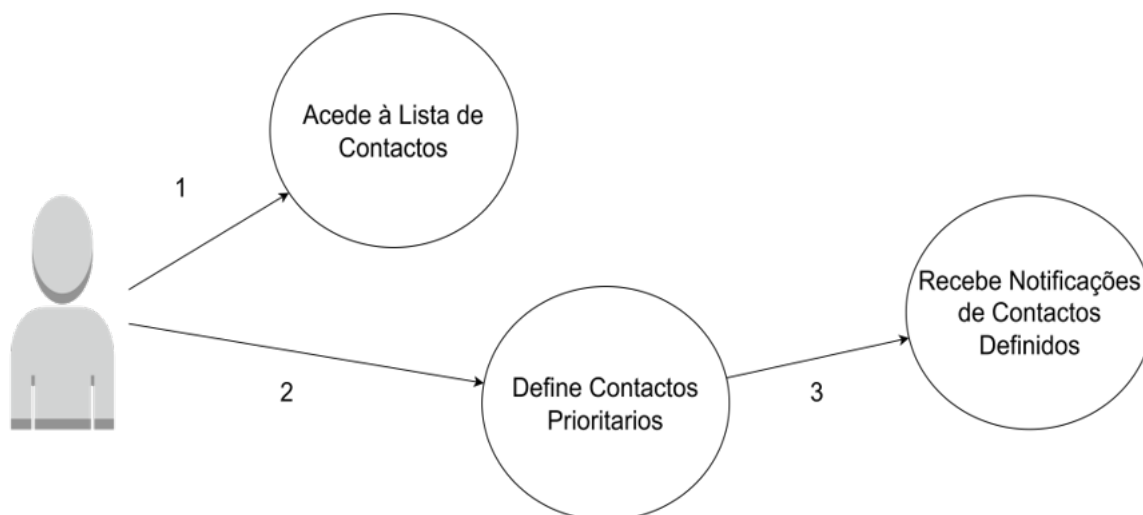 Acede à Lista de
Contactos
1
Recebe Notificações
de Contactos
Definidos
2
Define Contactos
Prioritarios
3